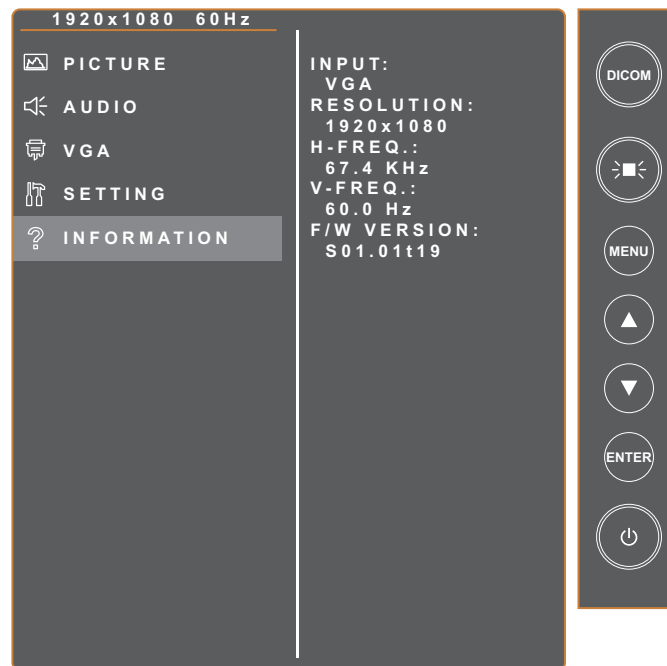 1920x1080 60Hz
PICTURE
AUDIO
VGA
SETTING
INFORMATION
INPUT:
VGA
RESOLUTION:
1920x1080
H-FREQ.:
67.4 KHz
V-FREQ.:
60.0 Hz
F/W VERSION:
S01.01t19
DICOM
MENU
ENTER